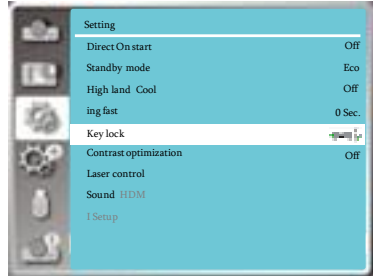 Setting
Direct On start Off
Standby mode Eco
High land Cool Off
ing fast 0 Sec.
Key lock
Contrast optimization Off
Laser control
Sound HDM
I Setup